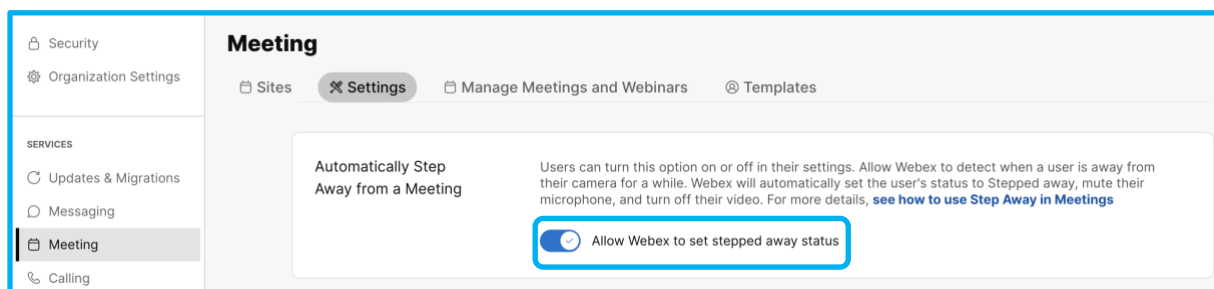 Security
Organization Settings
SERVICES
Updates & Migrations
Messaging
Meeting
Calling
Meeting
Sites
Settings
Manage Meetings and Webinars
Templates
Automatically Step
Away from a Meeting
Users can turn this option on or off in their settings. Allow Webex to detect when a user is away from
their camera for a while. Webex will automatically set the user's status to Stepped away, mute their
microphone, and turn off their video. For more details, see how to use Step Away in Meetings
Allow Webex to set stepped away status